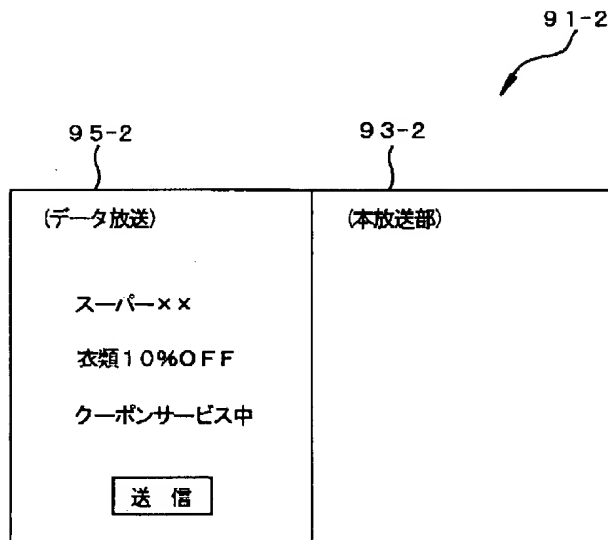 91-2
95-2
93-2
(データ放送)
(本放送部)
スーパー××
衣類10%OFF
クーポンサービス中
送 信